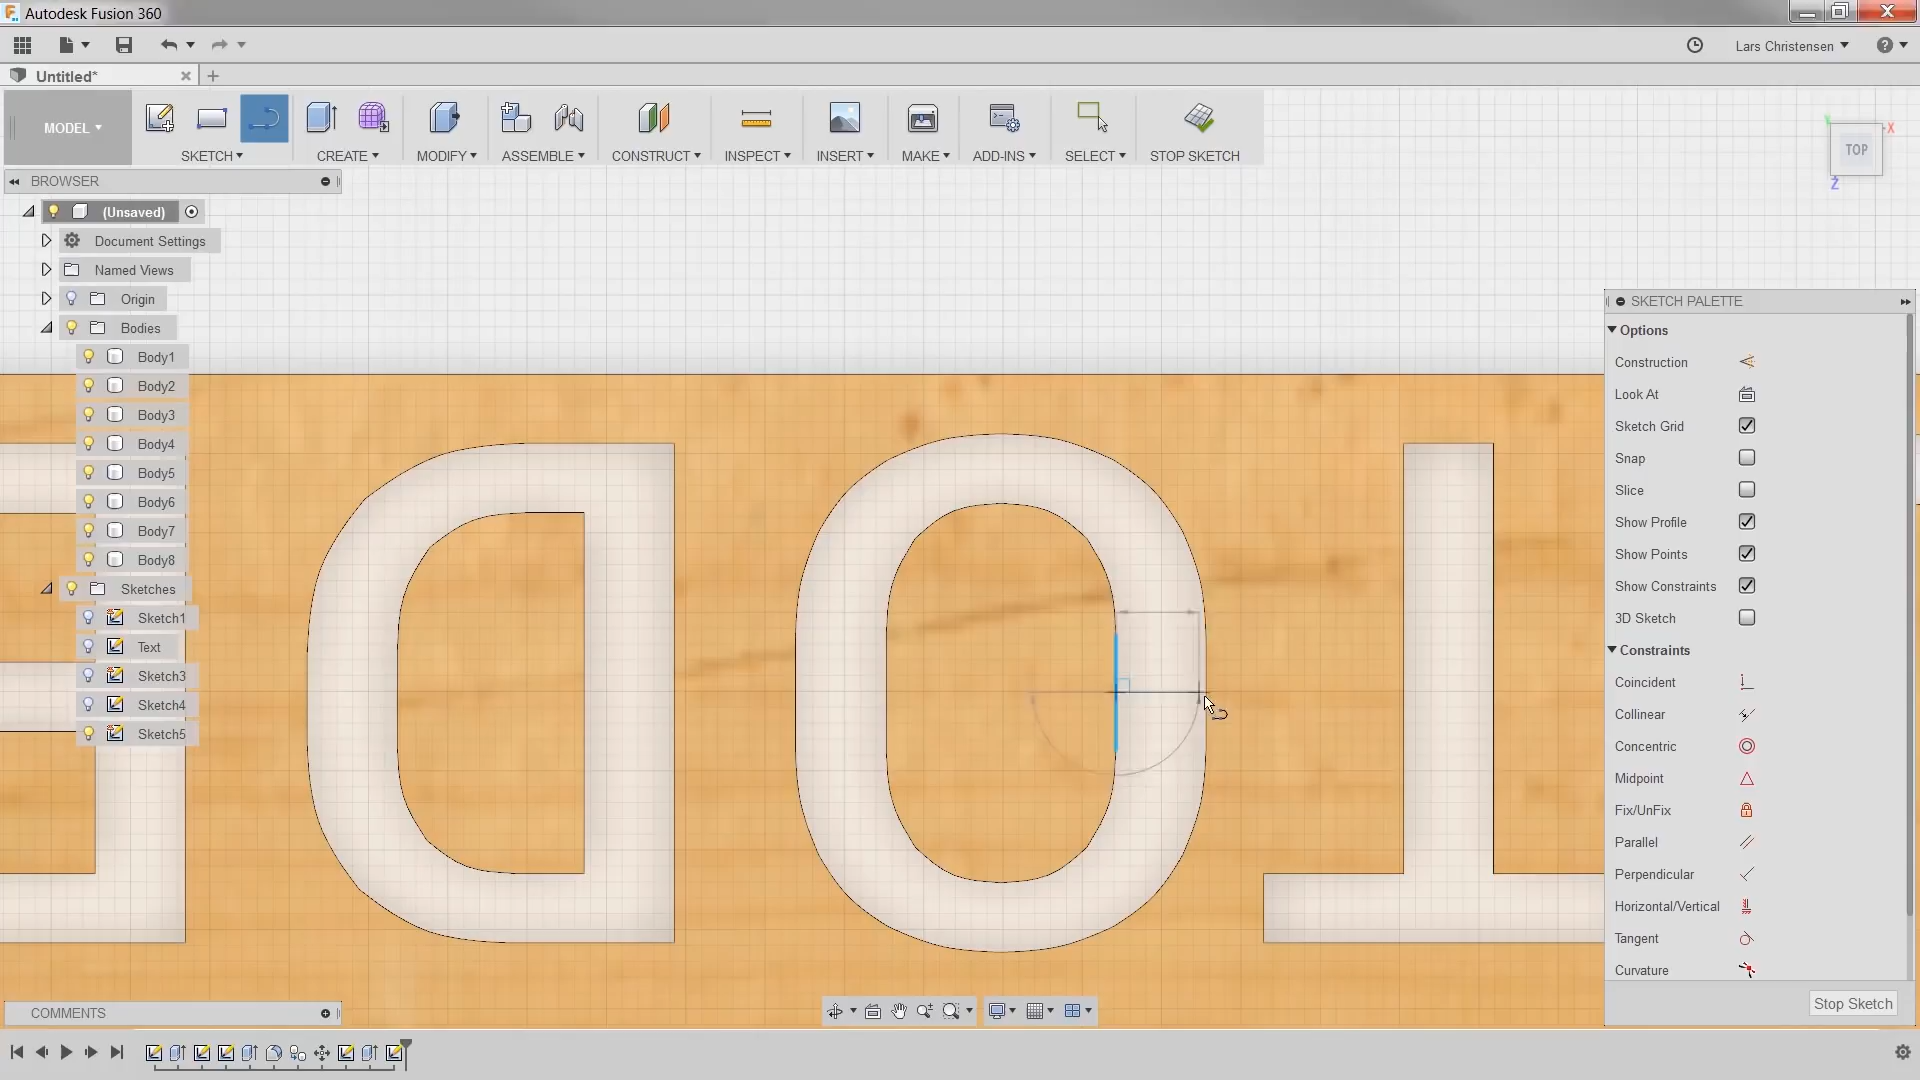 Autodesk Fusion 360
Lars Christensen
Untitled*
MODEL
SKETCH
CREATE
MODIFY
ASSEMBLE
CONSTRUCT
INSPECT
INSERT
MAKE
ADD-INS
SELECT
STOP SKETCH
Y
X
TOP
Z
BROWSER
(Unsaved)
Document Settings
Named Views
Origin
Bodies
Body1
Body2
Body3
Body4
Body5
Body6
Body7
Body8
Sketches
Sketch1
Text
Sketch3
Sketch4
Sketch5
SKETCH PALETTE
Options
Construction
Look At
Sketch Grid
Snap
Slice
Show Profile
Show Points
Show Constraints
3D Sketch
Constraints
Coincident
Collinear
Concentric
Midpoint
Fix/UnFix
Parallel
Perpendicular
Horizontal/Vertical
Tangent
Curvature
Stop Sketch
COMMENTS